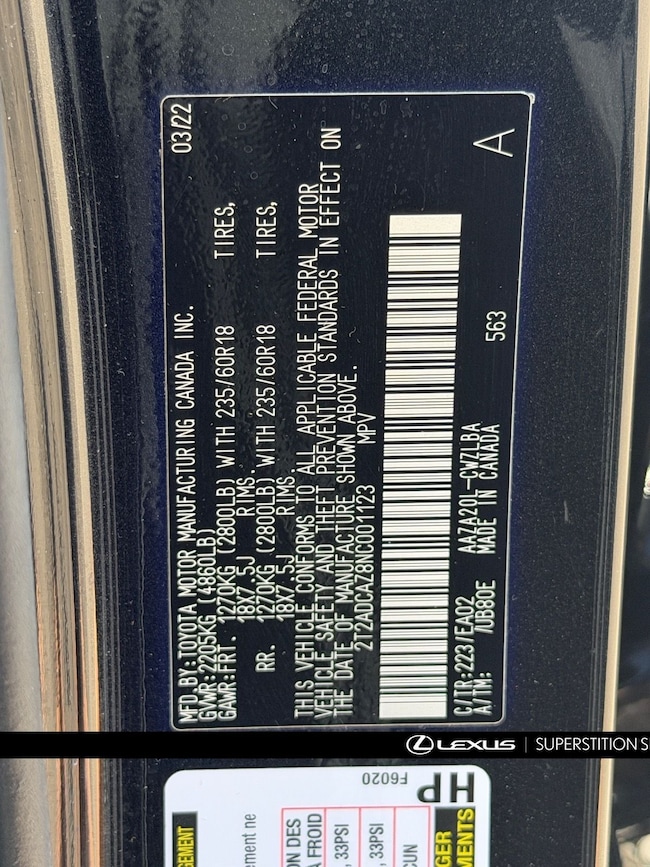 MFD.BY:TOYOTA MOTOR MANUFACTURING CANADA INC. 03/22
GVWR:2205KG (4860LB)
GAWR:FRT. 1270KG (2800LB) WITH 235/60R18 TIRES,
18X7.5J RIMS.
RR. 1270KG (2800LB) WITH 235/60R18 TIRES,
18X7.5J RIMS.
THIS VEHICLE CONFORMS TO ALL APPLICABLE FEDERAL MOTOR
VEHICLE SAFETY AND THEFT PREVENTION STANDARDS IN EFFECT ON
THE DATE OF MANUFACTURE SHOWN ABOVE.
2T2ADCAZ8NC001123 MPV
A
C/TR:223/EA02 AAZA20L-CWZLBA
A/TM: /UB80E MADE IN CANADA 563
LEXUS | SUPERSTITION S
HP
F6020
GEMENT
ement ne
ON DES
A FROID
, 33PSI
, 33PSI
CUN
GER
EMENTS